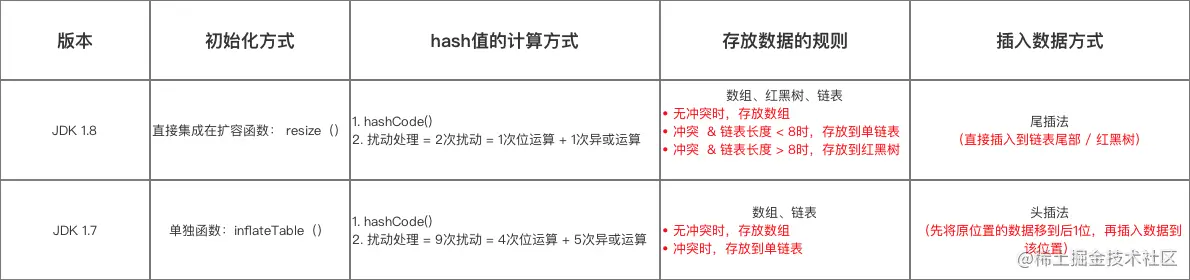 版本
初始化方式
hash值的计算方式
存放数据的规则
插入数据方式
JDK 1.8
直接集成在扩容函数： resize（）
1. hashCode()
2. 扰动处理 = 2次扰动 = 1次位运算 + 1次异或运算
数组、红黑树、链表
• 无冲突时，存放数组
• 冲突 & 链表长度 < 8时，存放到单链表
• 冲突 & 链表长度 > 8时，存放到红黑树
尾插法
（直接插入到链表尾部 / 红黑树）
JDK 1.7
单独函数：inflateTable（）
1. hashCode()
2. 扰动处理 = 9次扰动 = 4次位运算 + 5次异或运算
数组、链表
• 无冲突时，存放数组
• 冲突时，存放到单链表
头插法
（先将原位置的数据移到后1位，再插入数据到
该位置）
@稀土掘金技术社区